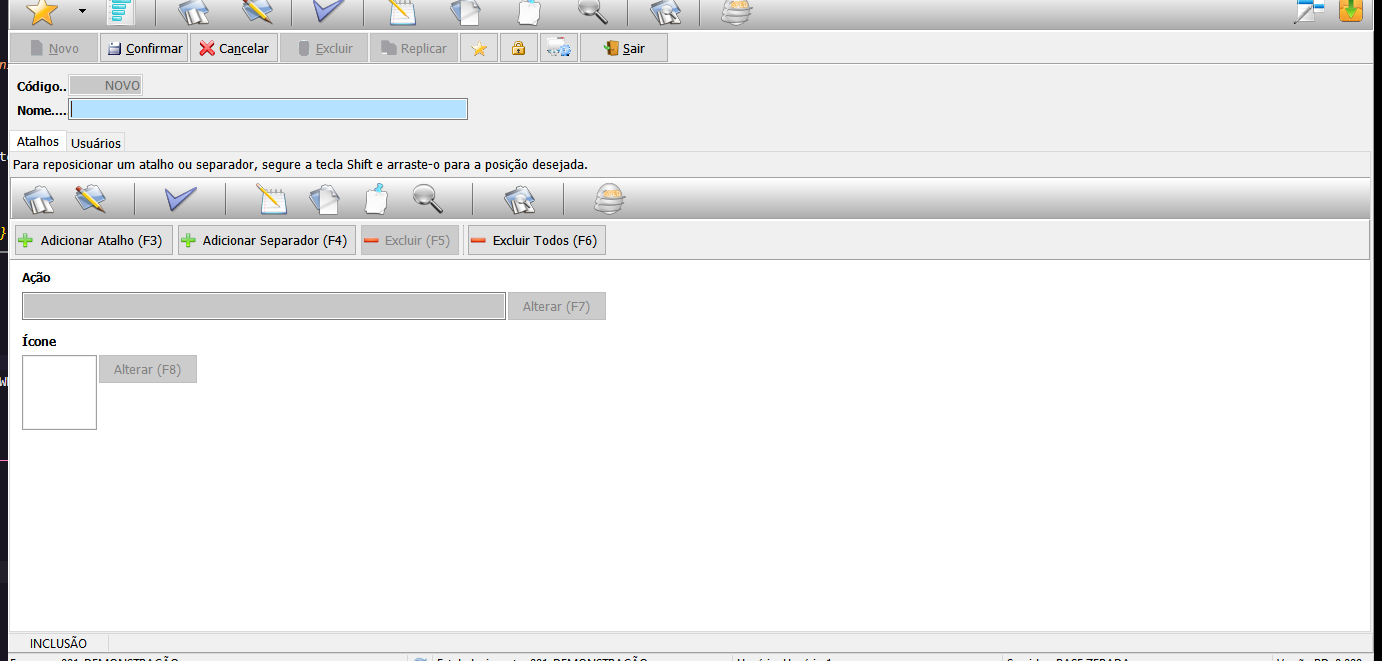 Novo Confirmar Cancelar Excluir Replicar Sair
Código.. NOVO
Nome....
Atalhos Usuários
Para reposicionar um atalho ou separador, segure a tecla Shift e arraste-o para a posição desejada.
Adicionar Atalho (F3) Adicionar Separador (F4) Excluir (F5) Excluir Todos (F6)
Ação
Alterar (F7)
Ícone
Alterar (F8)
INCLUSÃO